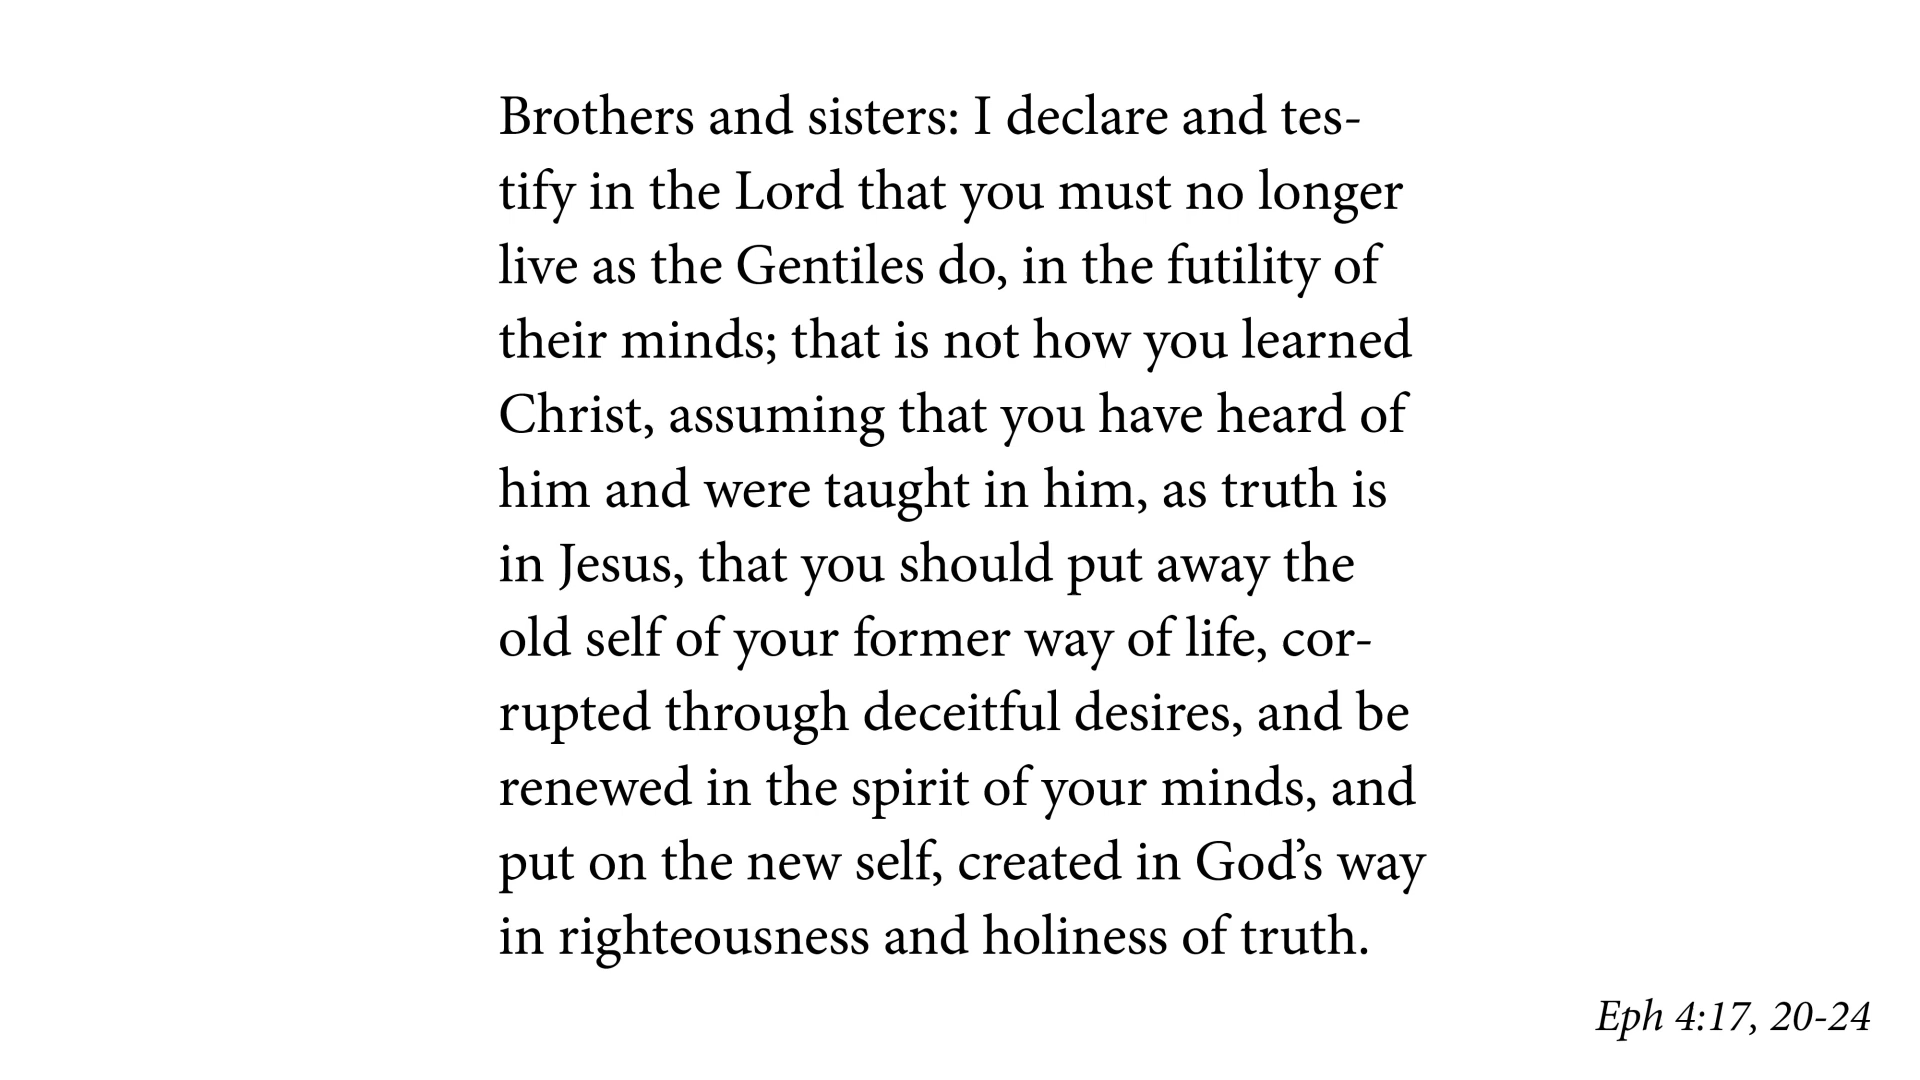 Brothers and sisters: I declare and tes-
tify in the Lord that you must no longer
live as the Gentiles do, in the futility of
their minds; that is not how you learned
Christ, assuming that you have heard of
him and were taught in him, as truth is
in Jesus, that you should put away the
old self of your former way of life, cor-
rupted through deceitful desires, and be
renewed in the spirit of your minds, and
put on the new self, created in God’s way
in righteousness and holiness of truth.
Eph 4:17, 20-24